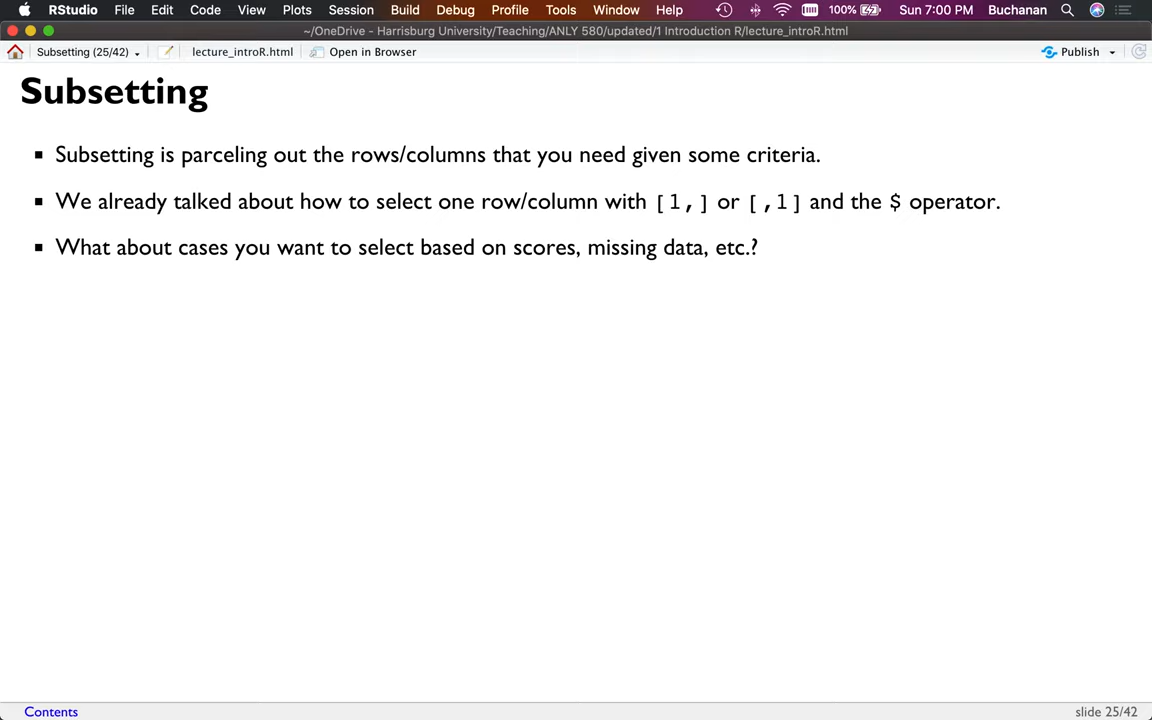 RStudio File Edit Code View Plots Session Build Debug Profile Tools Window Help 100% Sun 7:00 PM Buchanan
~/OneDrive - Harrisburg University/Teaching/ANLY 580/updated/1 Introduction R/lecture_introR.html
Subsetting (25/42) lecture_introR.html Open in Browser Publish
Subsetting
Subsetting is parceling out the rows/columns that you need given some criteria.
We already talked about how to select one row/column with [1,] or [,1] and the $ operator.
What about cases you want to select based on scores, missing data, etc.?
Contents slide 25/42